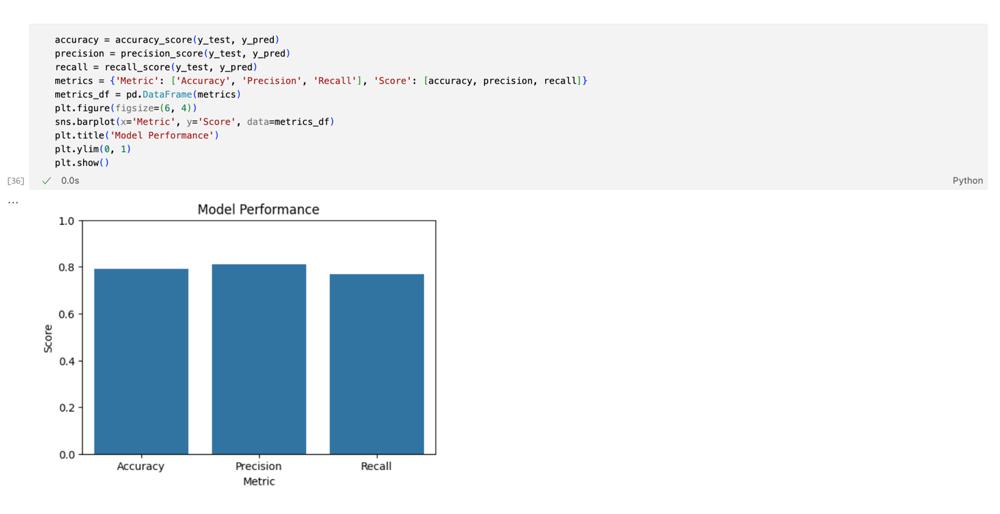 accuracy = accuracy_score(y_test, y_pred)
precision = precision_score(y_test, y_pred)
recall = recall_score(y_test, y_pred)
metrics = {'Metric': ['Accuracy', 'Precision', 'Recall'], 'Score': [accuracy, precision, recall]}
metrics_df = pd.DataFrame(metrics)
plt.figure(figsize=(6, 4))
sns.barplot(x='Metric', y='Score', data=metrics_df)
plt.title('Model Performance')
plt.ylim(0, 1)
plt.show()
[36] ✓ 0.0s Python
...
Model Performance
1.0
0.8
0.6
0.4
0.2
0.0
Score
Accuracy Precision Recall
Metric